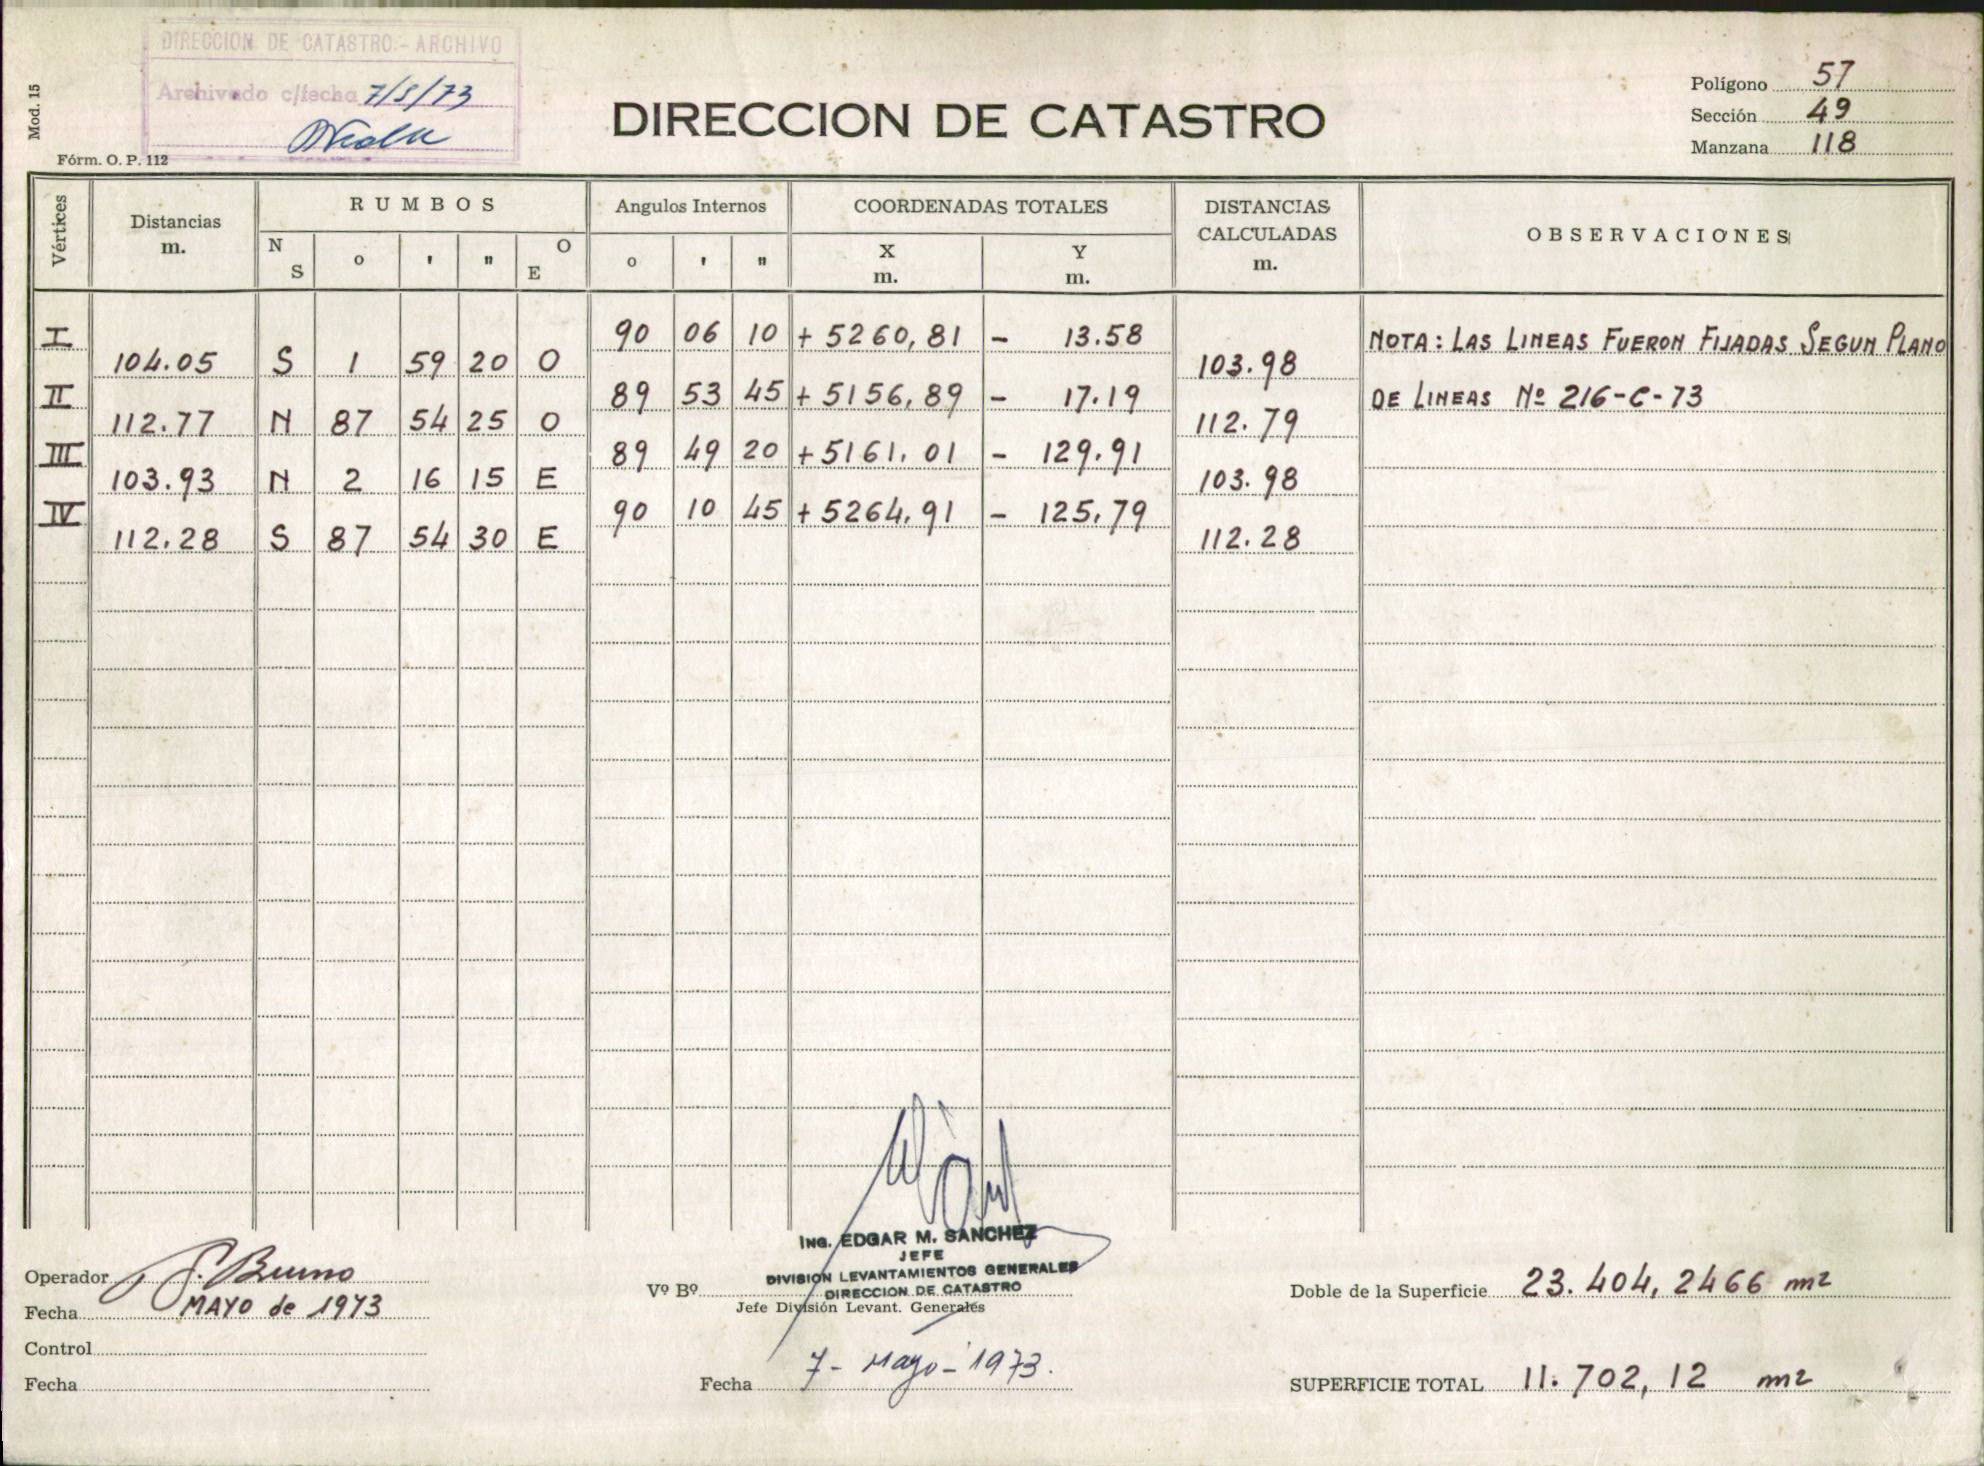 DIRECCION DE CATASTRO.- ARCHIVO
Archivado c/fecha 7/5/73
Mod. 15
Fórm. O. P. 112
DIRECCION DE CATASTRO
Polígono 57
Sección 49
Manzana 118
Vértices Distancias m. RUMBOS N S o ' " O E Angulos Internos o ' " COORDENADAS TOTALES X m. Y m. DISTANCIAS CALCULADAS m. OBSERVACIONES
I 90 06 10 + 5260,81 - 13.58 NOTA: LAS LINEAS FUERON FIJADAS SEGUN PLANO
104.05 S 1 59 20 O 103.98
II 89 53 45 + 5156,89 - 17.19 DE LINEAS Nº 216-C-73
112.77 N 87 54 25 O 112.79
III 89 49 20 + 5161,01 - 129.91
103.93 N 2 16 15 E 103.98
IV 90 10 45 + 5264,91 - 125,79
112.28 S 87 54 30 E 112.28
ING. EDGAR M. SANCHEZ
JEFE
DIVISION LEVANTAMIENTOS GENERALES
DIRECCION DE CATASTRO
Operador Bruno
Fecha MAYO de 1973
Control
Fecha
Vº Bº
Jefe División Levant. Generales
Fecha 7- Mayo-1973.
Doble de la Superficie 23.404,2466 m2
SUPERFICIE TOTAL 11.702,12 m2